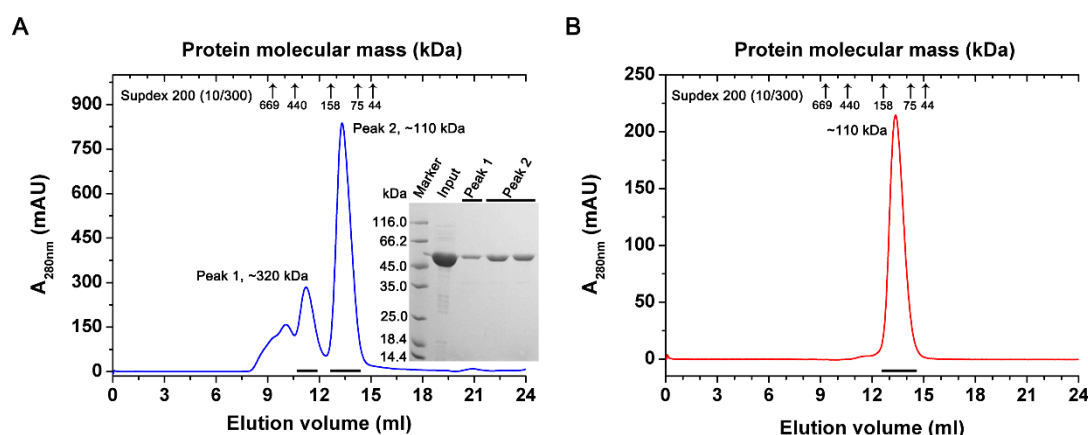 A
Protein molecular mass (kDa)
Supdex 200 (10/300)
669 440 158 75 44
Peak 2, ~110 kDa
Peak 1, ~320 kDa
A280nm (mAU)
900
750
600
450
300
150
0
0 3 6 9 12 15 18 21 24
Elution volume (ml)
kDa
Marker
Input
Peak 1
Peak 2
116.0
66.2
45.0
35.0
25.0
18.4
14.4
B
Protein molecular mass (kDa)
Supdex 200 (10/300)
669 440 158 75 44
~110 kDa
A280nm (mAU)
250
200
150
100
50
0
0 3 6 9 12 15 18 21 24
Elution volume (ml)